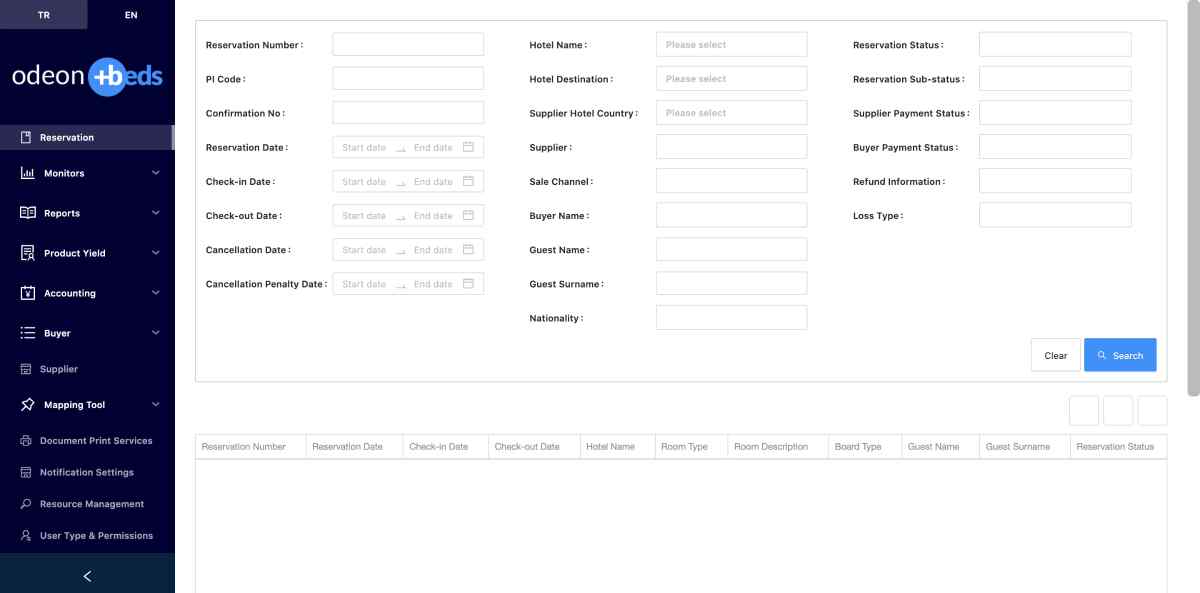 TR
EN
odeon +beds
Reservation
Monitors
Reports
Product Yield
Accounting
Buyer
Supplier
Mapping Tool
Document Print Services
Notification Settings
Resource Management
User Type & Permissions
Reservation Number :
PI Code :
Confirmation No :
Reservation Date : Start date End date
Check-in Date : Start date End date
Check-out Date : Start date End date
Cancellation Date : Start date End date
Cancellation Penalty Date : Start date End date
Hotel Name : Please select
Hotel Destination : Please select
Supplier Hotel Country : Please select
Supplier :
Sale Channel :
Buyer Name :
Guest Name :
Guest Surname :
Nationality :
Reservation Status :
Reservation Sub-status :
Supplier Payment Status :
Buyer Payment Status :
Refund Information :
Loss Type :
Clear
Search
Reservation Number Reservation Date Check-in Date Check-out Date Hotel Name Room Type Room Description Board Type Guest Name Guest Surname Reservation Status